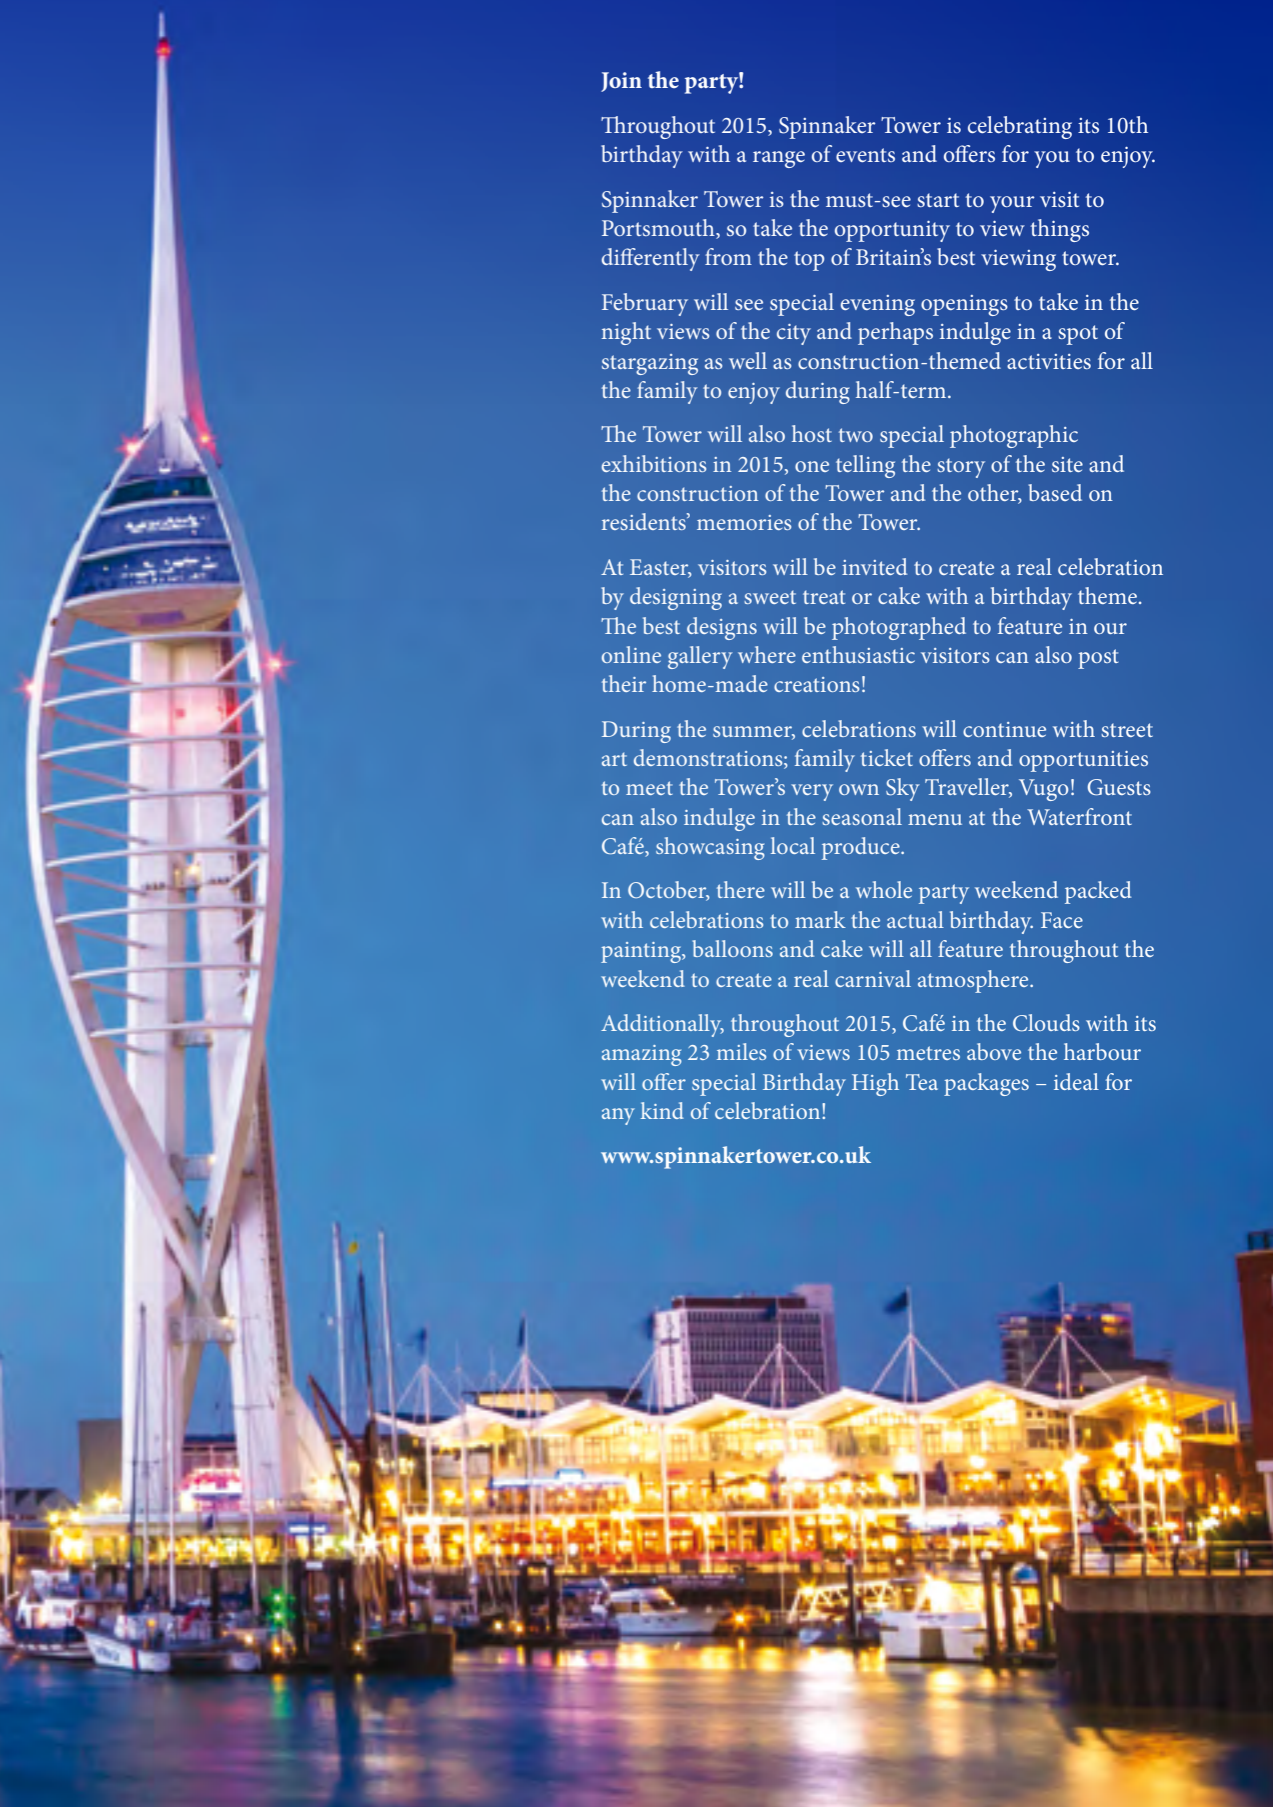 Join the party!
Throughout 2015, Spinnaker Tower is celebrating its 10th
birthday with a range of events and offers for you to enjoy.
Spinnaker Tower is the must-see start to your visit to
Portsmouth, so take the opportunity to view things
differently from the top of Britain’s best viewing tower.
February will see special evening openings to take in the
night views of the city and perhaps indulge in a spot of
stargazing as well as construction-themed activities for all
the family to enjoy during half-term.
The Tower will also host two special photographic
exhibitions in 2015, one telling the story of the site and
the construction of the Tower and the other, based on
residents’ memories of the Tower.
At Easter, visitors will be invited to create a real celebration
by designing a sweet treat or cake with a birthday theme.
The best designs will be photographed to feature in our
online gallery where enthusiastic visitors can also post
their home-made creations!
During the summer, celebrations will continue with street
art demonstrations; family ticket offers and opportunities
to meet the Tower’s very own Sky Traveller, Vugo!  Guests
can also indulge in the seasonal menu at the Waterfront
Café, showcasing local produce.
In October, there will be a whole party weekend packed
with celebrations to mark the actual birthday. Face
painting, balloons and cake will all feature throughout the
weekend to create a real carnival atmosphere.
Additionally, throughout 2015, Café in the Clouds with its
amazing 23 miles of views 105 metres above the harbour
will offer special Birthday High Tea packages – ideal for
any kind of celebration!
www.spinnakertower.co.uk